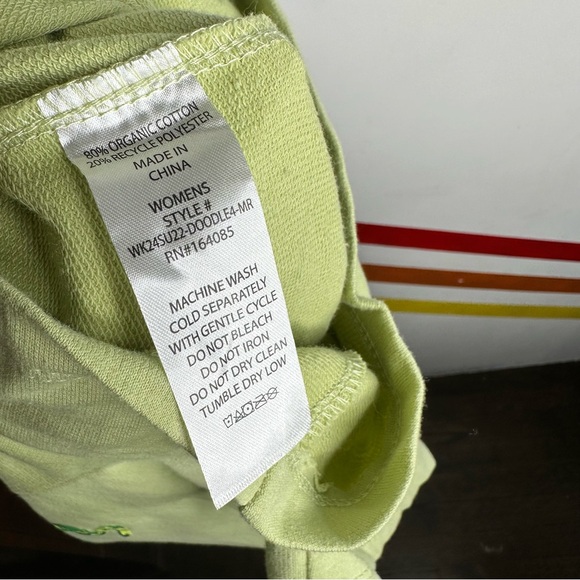 80% ORGANIC COTTON
20% RECYCLE POLYESTER
MADE IN
CHINA
WOMENS
STYLE #
WK24SU22-DOODLE4-MR
RN#164085
MACHINE WASH
COLD SEPARATELY
WITH GENTLE CYCLE
DO NOT BLEACH
DO NOT IRON
DO NOT DRY CLEAN
TUMBLE DRY LOW